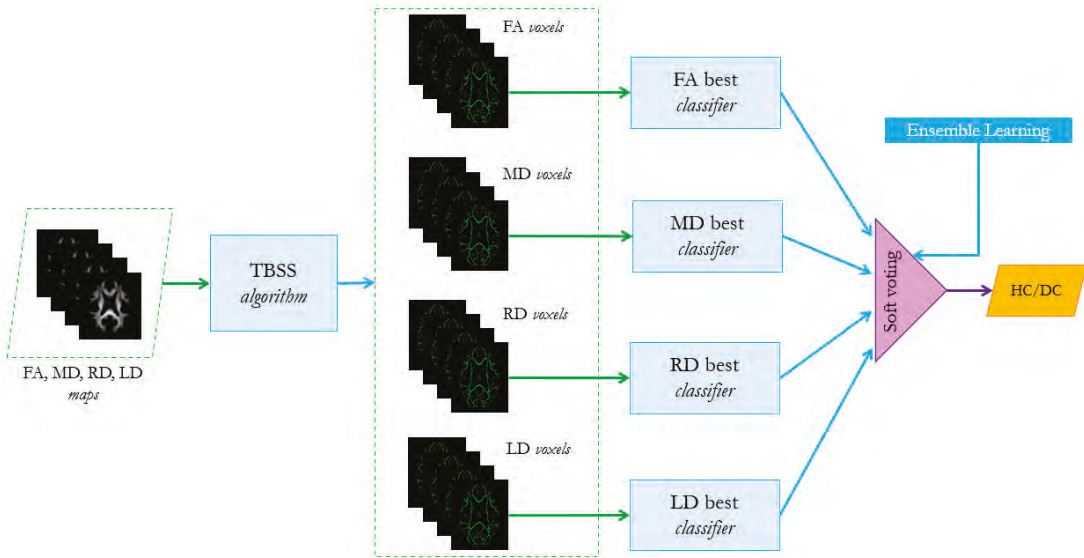 FA, MD, RD, LD
maps
TBSS
algorithm
FA voxels
MD voxels
RD voxels
LD voxels
FA best
classifier
MD best
classifier
RD best
classifier
LD best
classifier
Ensemble Learning
Soft voting
HC/DC